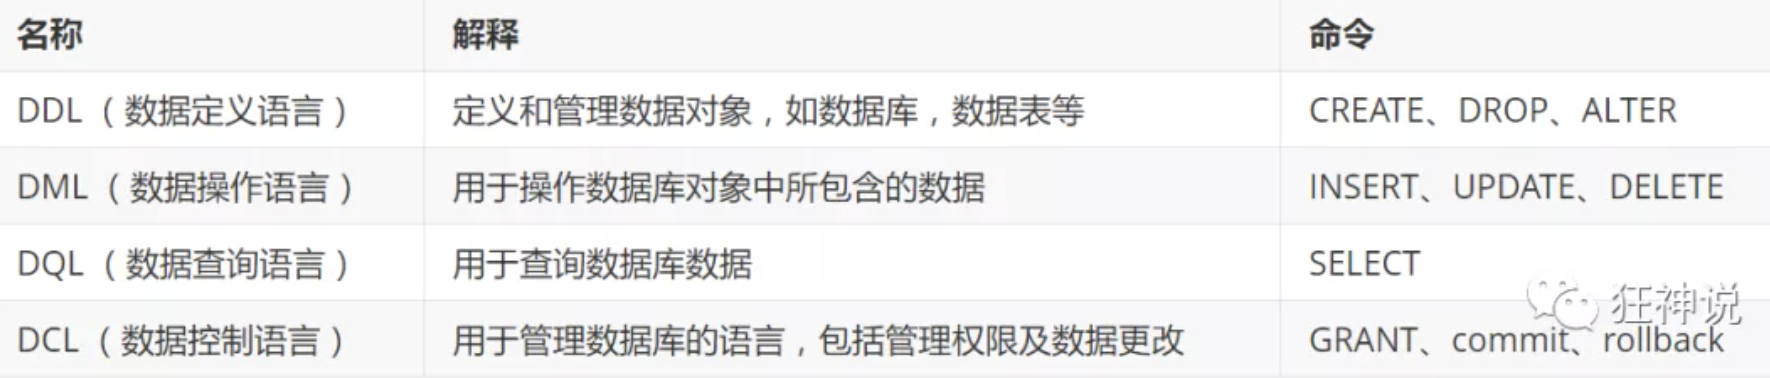 名称 解释 命令
DDL（数据定义语言） 定义和管理数据对象，如数据库，数据表等 CREATE、DROP、ALTER
DML（数据操作语言） 用于操作数据库对象中所包含的数据 INSERT、UPDATE、DELETE
DQL（数据查询语言） 用于查询数据库数据 SELECT
狂神说
DCL（数据控制语言） 用于管理数据库的语言，包括管理权限及数据更改 GRANT、commit、rollback